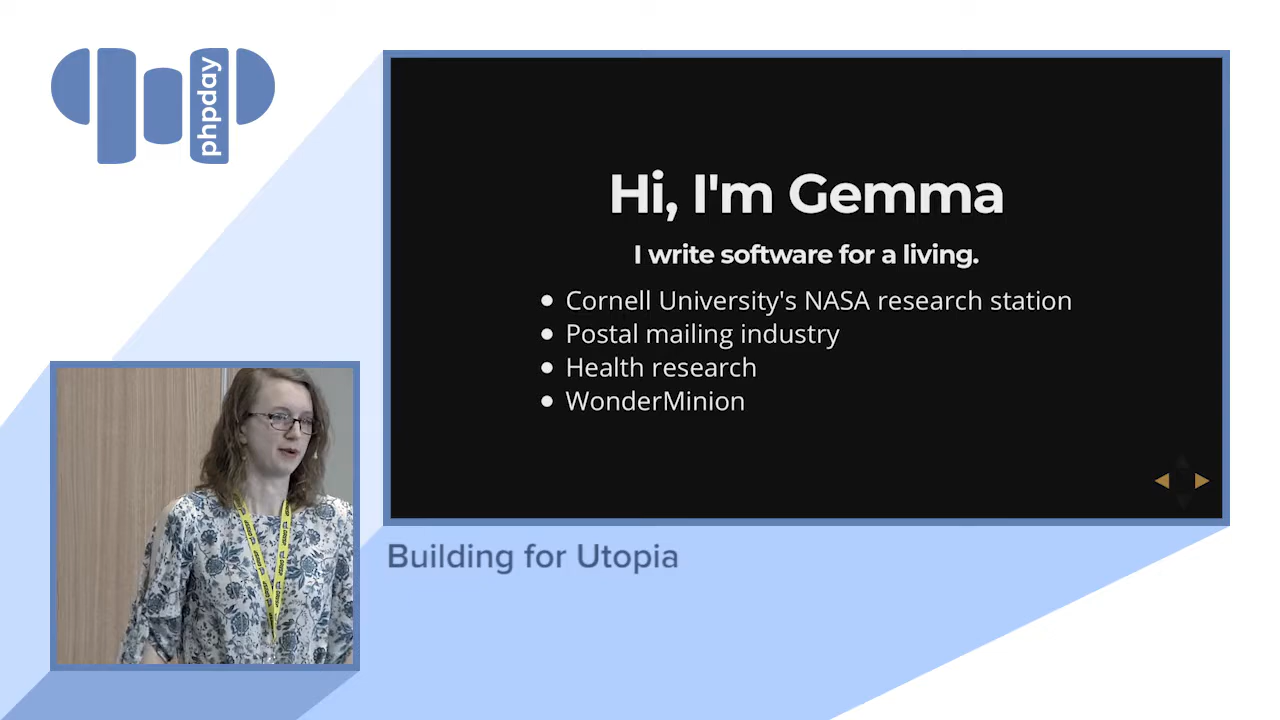 phpday
Hi, I'm Gemma
I write software for a living.
Cornell University's NASA research station
Postal mailing industry
Health research
WonderMinion
Building for Utopia